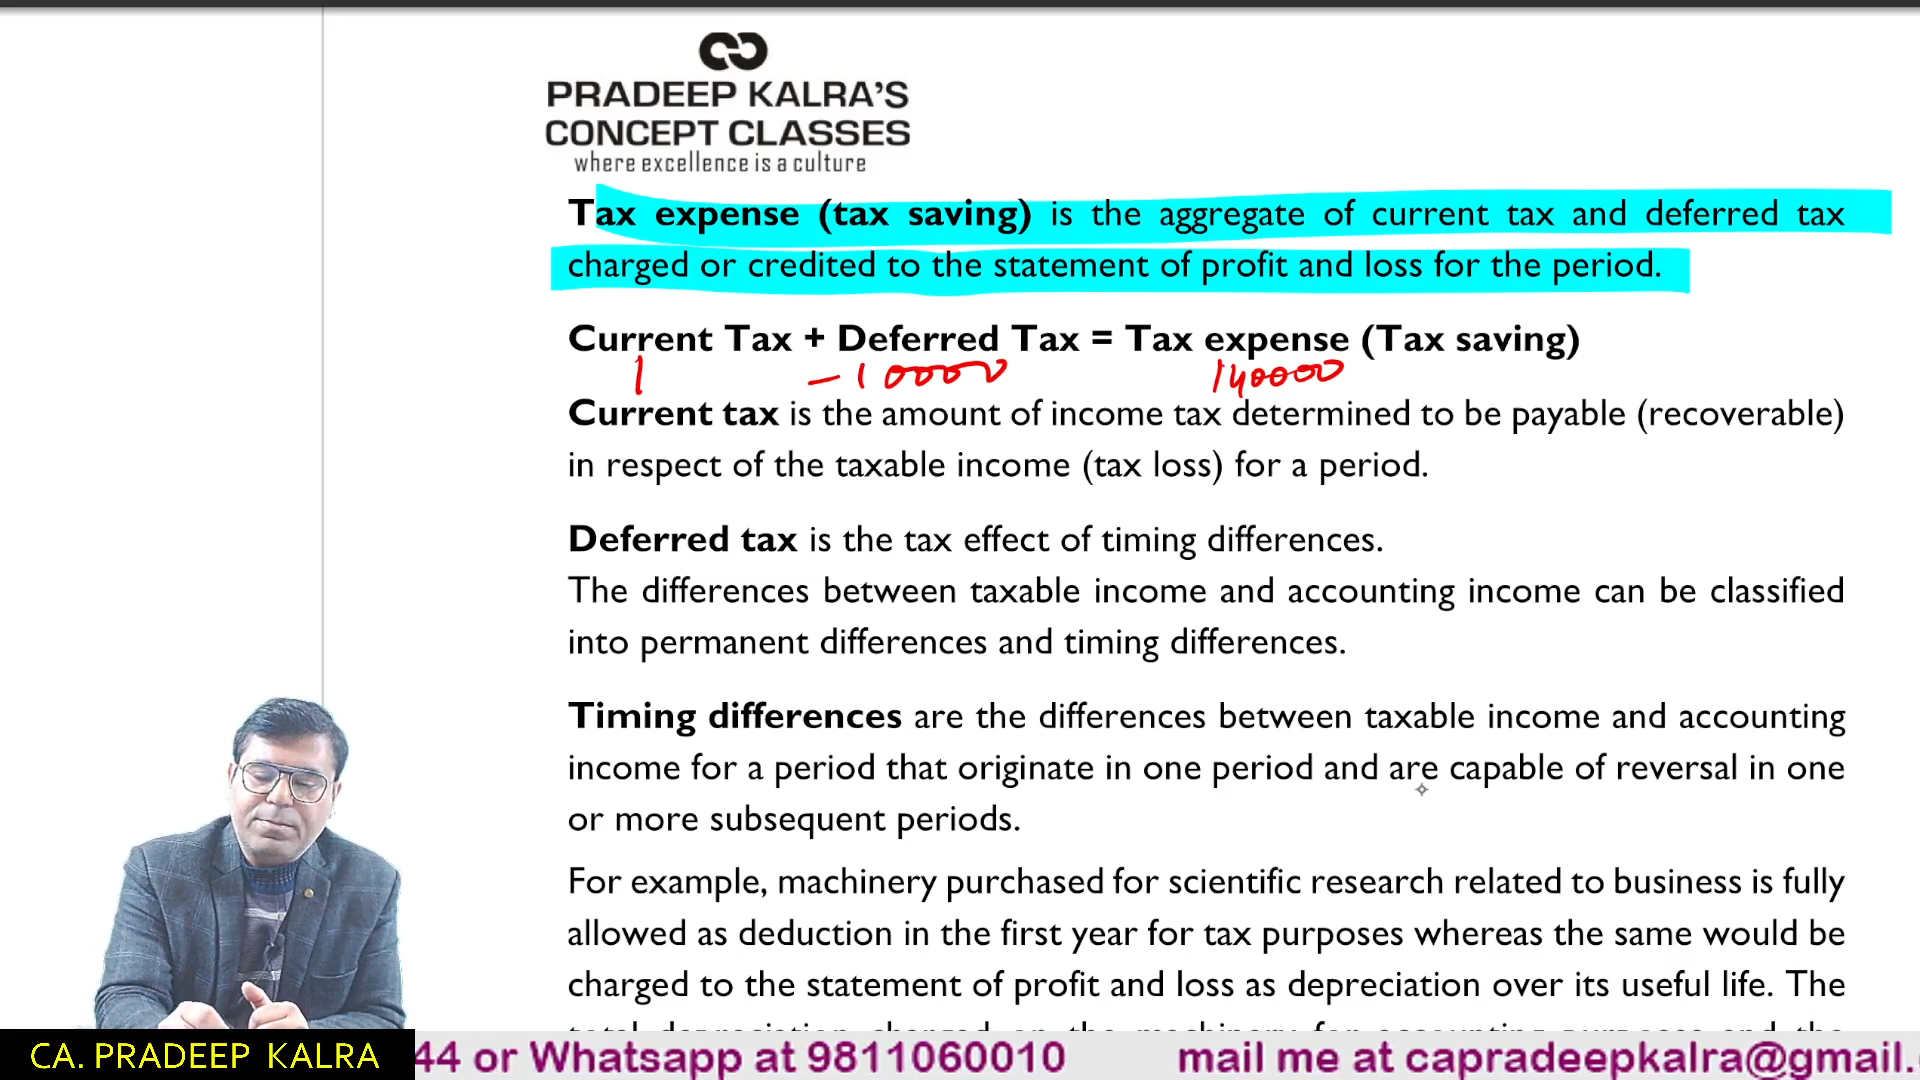 PRADEEP KALRA'S
CONCEPT CLASSES
where excellence is a culture
Tax expense (tax saving) is the aggregate of current tax and deferred tax
charged or credited to the statement of profit and loss for the period.
Current Tax + Deferred Tax = Tax expense (Tax saving)
1 – 10000 140000
Current tax is the amount of income tax determined to be payable (recoverable)
in respect of the taxable income (tax loss) for a period.
Deferred tax is the tax effect of timing differences.
The differences between taxable income and accounting income can be classified
into permanent differences and timing differences.
Timing differences are the differences between taxable income and accounting
income for a period that originate in one period and are capable of reversal in one
or more subsequent periods.
For example, machinery purchased for scientific research related to business is fully
allowed as deduction in the first year for tax purposes whereas the same would be
charged to the statement of profit and loss as depreciation over its useful life. The
CA. PRADEEP KALRA
44 or Whatsapp at 9811060010 mail me at capradeepkalra@gmail.